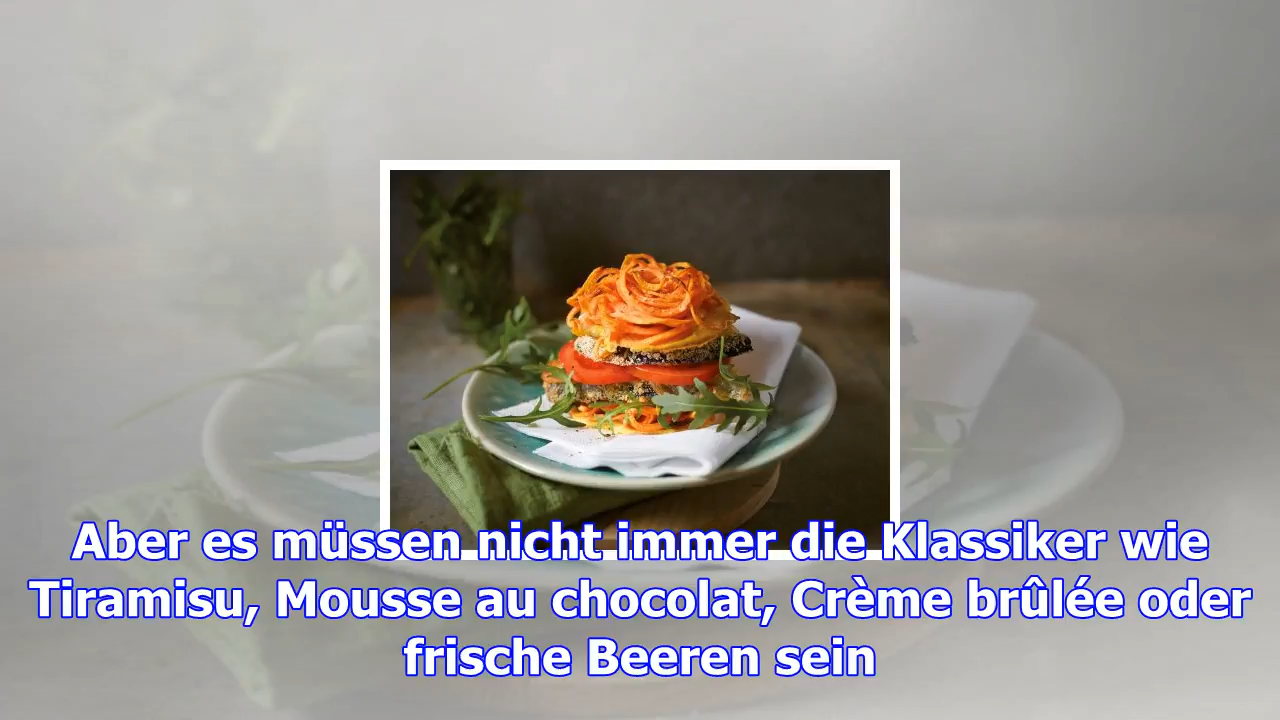 Aber es müssen nicht immer die Klassiker wie
Tiramisu, Mousse au chocolat, Crème brûlée oder
frische Beeren sein